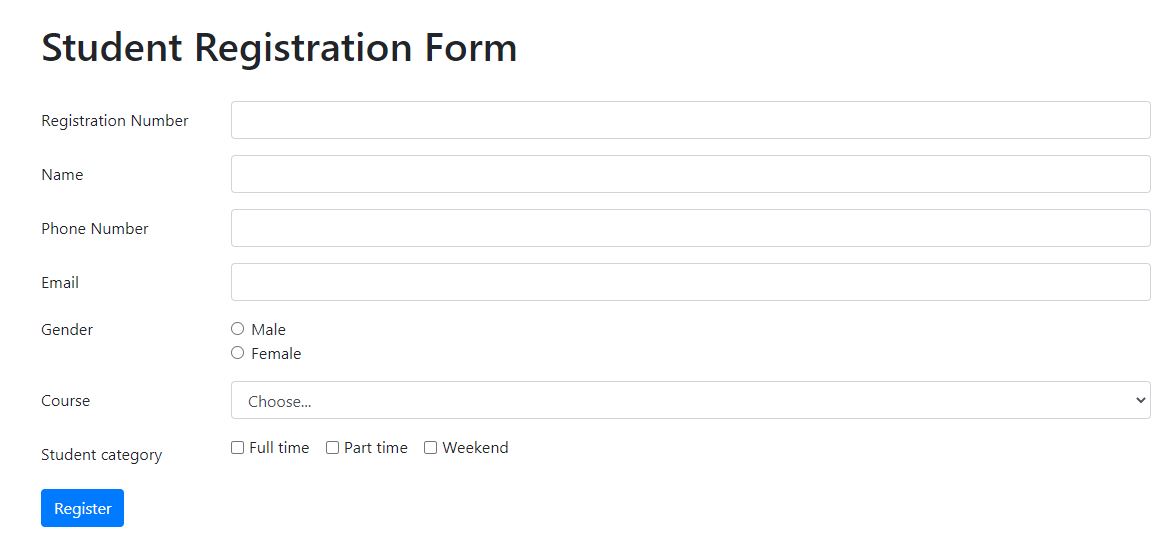 Student Registration Form
Registration Number
Name
Phone Number
Email
Gender
Male
Female
Course
Choose...
Student category
Full time Part time Weekend
Register